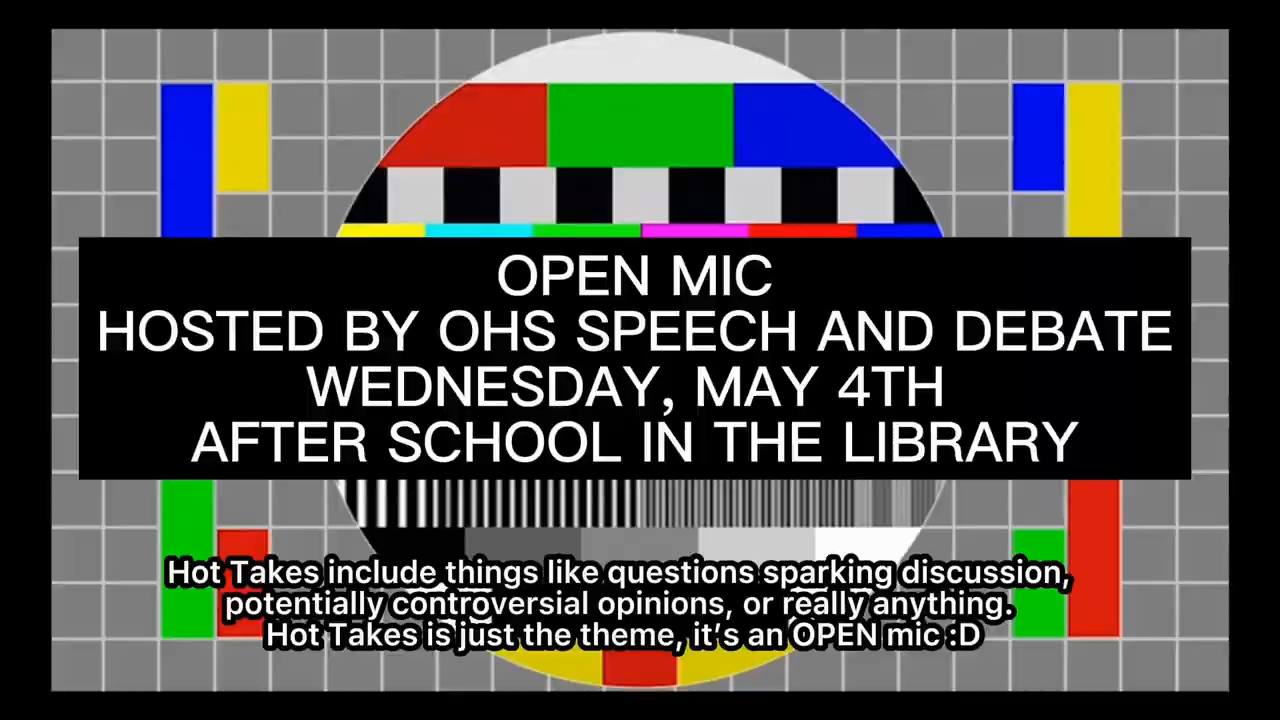 OPEN MIC
HOSTED BY OHS SPEECH AND DEBATE
WEDNESDAY, MAY 4TH
AFTER SCHOOL IN THE LIBRARY
Hot Takes include things like questions sparking discussion,
potentially controversial opinions, or really anything.
Hot Takes is just the theme, it’s an OPEN mic :D